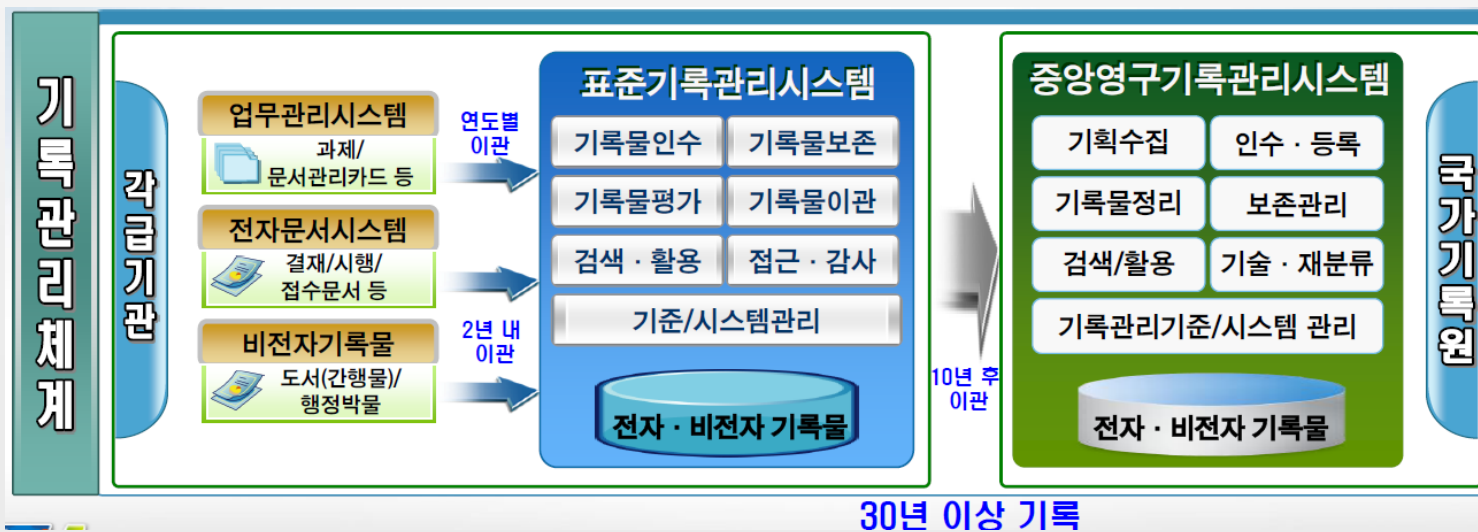 기록관리체계
각급기관
업무관리시스템
과제/
문서관리카드 등
전자문서시스템
결재/시행/
접수문서 등
비전자기록물
도서(간행물)/
행정박물
연도별
이관
2년 내
이관
표준기록관리시스템
기록물인수 기록물보존
기록물평가 기록물이관
검색 · 활용 접근 · 감사
기준/시스템관리
전자 · 비전자 기록물
10년 후
이관
중앙영구기록관리시스템
기획수집 인수 · 등록
기록물정리 보존관리
검색/활용 기술 · 재분류
기록관리기준/시스템 관리
전자 · 비전자 기록물
국가기록원
30년 이상 기록